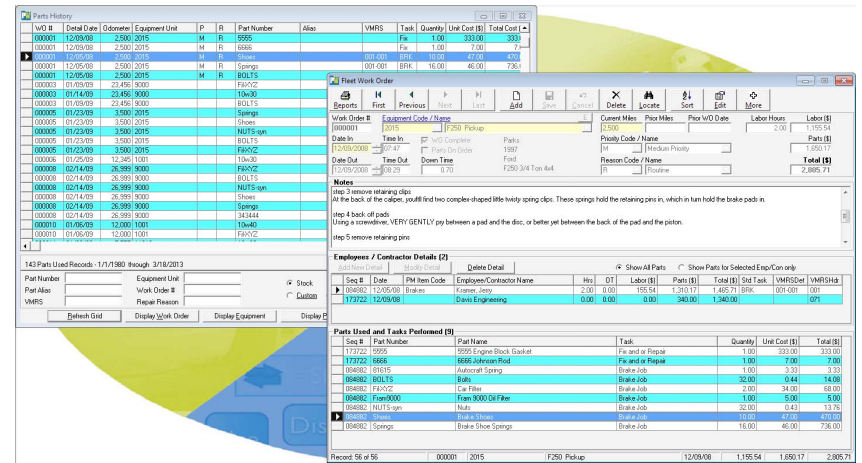 Parts History
WO # Detail Date Odometer Equipment Unit P R Part Number Alias VMRS Task Quantity Unit Cost ($) Total Cost (
000001 12/09/08 2,500 2015 M R 5555 Fix 1.00 333.00 333.
000001 12/09/08 2,500 2015 M R 6666 Fix 1.00 7.00 7.
000001 12/05/08 2,500 2015 M R Shoes 001-001 BRK 10.00 47.00 470.
000001 12/05/08 2,500 2015 M R Springs 001-001 BRK 16.00 46.00 736.
000001 12/05/08 2,500 2015 M R BOLTS
000003 01/09/09 23,456 9000 FilXYZ
000003 01/14/09 23,456 9000 10w30
000003 01/09/09 23,456 9000 BOLTS
000005 01/23/09 3,500 2015 Springs
000005 01/23/09 3,500 2015 Shoes
000005 01/23/09 3,500 2015 NUTS-syn
000005 01/23/09 3,500 2015 BOLTS
000005 01/23/09 3,500 2015 FilXYZ
000006 01/26/09 12,345 1001 10w30
000008 02/14/09 26,999 9000 FilXYZ
000008 02/14/09 26,999 9000 BOLTS
000008 02/14/09 26,999 9000 NUTS-syn
000008 02/14/09 26,999 9000 Shoes
000008 02/14/09 26,999 9000 Springs
000008 02/14/09 26,999 9000 343444
000010 01/06/09 12,000 1001 10w40
000010 01/06/09 12,000 1001 FilXYZ
143 Parts Used Records - 1/1/1980 through 3/18/2013
Part Number Equipment Unit
Part Alias Work Order #
VMRS Repair Reason
Stock
Custom
Refresh Grid Display Work Order Display Equipment Display P
Fleet Work Order
Reports First Previous Next Last Add Save Cancel Delete Locate Sort Edit More
Work Order # Equipment Code / Name E Current Miles Prior Miles Prior WO Date Labor Hours Labor ($)
000001 2015 F250 Pickup 2,500 2.00 1,155.54
Date In Time In WO Complete Parks Priority Code / Name Parts ($)
12/09/2008 07:47 Parts On Order 1997 M Medium Priority 1,650.17
Date Out Time Out Down Time Ford Reason Code / Name Total ($)
12/09/2008 08:29 0.70 F250 3/4 Ton 4x4 R Routine 2,805.71
Notes
step 3 remove retaining clips
At the back of the caliper, youtfll find two complex-shaped little twisty spring clips. These springs hold the retaining pins in, which in turn hold the brake pads in.
step 4 back off pads
Using a screwdriver, VERY GENTLY pry between a pad and the disc, or better yet between the back of the pad and the piston.
step 5 remove retaining pins
Employees / Contractor Details (2)
Add New Detail Modify Detail Delete Detail Show All Parts Show Parts for Selected Emp/Con only
Seq # Date PM Item Code Employee/Contractor Name Hrs OT Labor ($) Parts ($) Total ($) Std Task VMRSDet VMRSHdr
084882 12/05/08 Brakes Kramer, Jerry 2.00 0.00 155.54 1,310.17 1,465.71 BRK 001-001 001
173722 12/09/08 Davis Engineering 0.00 0.00 0.00 340.00 1,340.00 071
Parts Used and Tasks Performed (9)
Seq # Part Number Part Name Task Quantity Unit Cost ($) Total ($)
173722 5555 5555 Engine Block Gasket Fix and or Repair 1.00 333.00 333.00
173722 6666 6666 Johnson Rod Fix and or Repair 1.00 7.00 7.00
084882 81615 Autocraft Spring Brake Job 1.00 3.33 3.33
084882 BOLTS Bolts Brake Job 32.00 0.44 14.08
084882 FilXYZ Car Filter Brake Job 2.00 34.00 68.00
084882 Fram9000 Fram 9000 Oil Filter Brake Job 1.00 5.00 5.00
084882 NUTS-syn Nuts Brake Job 32.00 0.43 13.76
084882 Shoes Brake Shoes Brake Job 10.00 47.00 470.00
084882 Springs Brake Shoe Springs Brake Job 16.00 46.00 736.00
Record: 56 of 56 000001 2015 F250 Pickup 12/09/08 1,155.54 1,650.17 2,805.71